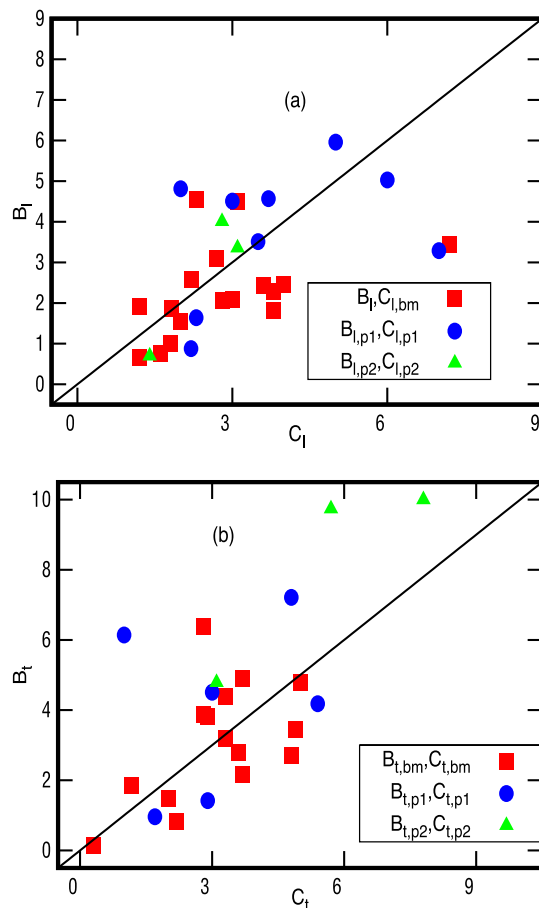 9
8
7
6
5
4
3
2
1
0
B_l
(a)
B_l,C_l,bm
B_l,p1,C_l,p1
B_l,p2,C_l,p2
0 3 6 9
C_l
10
8
6
4
2
0
B_t
(b)
B_t,bm,C_t,bm
B_t,p1,C_t,p1
B_t,p2,C_t,p2
0 3 6 9
C_t